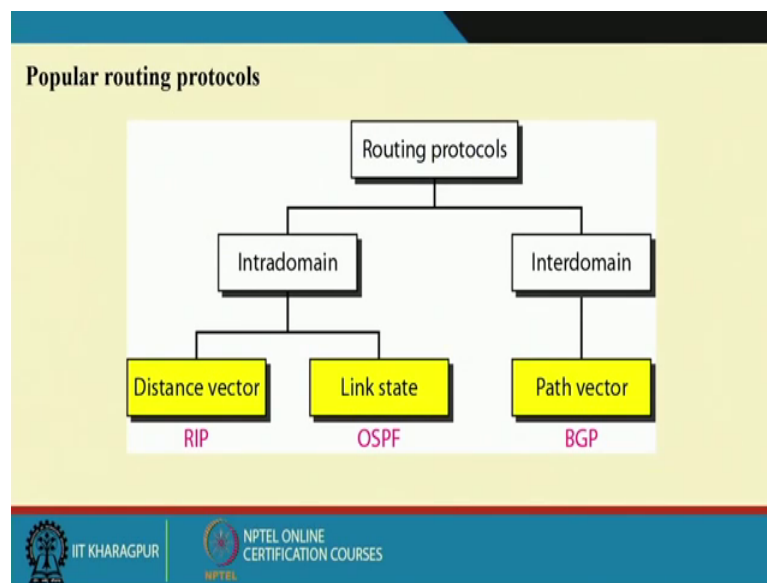 Popular routing protocols
Routing protocols
Intradomain
Interdomain
Distance vector
Link state
Path vector
RIP
OSPF
BGP
IIT KHARAGPUR
NPTEL
NPTEL ONLINE
CERTIFICATION COURSES